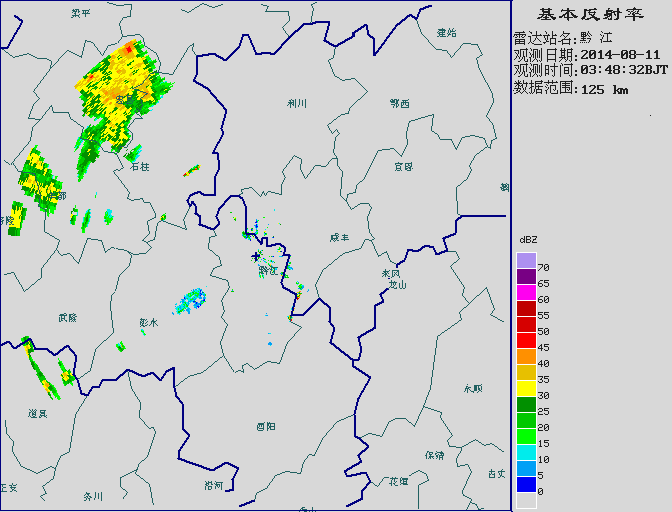 基本反射率
雷达站名:黔 江
观测日期:2014-08-11
观测时间:03:48:32BJT
数据范围:125 km
梁平
建始
利川
鄂西
石柱
宣恩
咸丰
来凤
龙山
黔江
武隆
彭水
永顺
道真
酉阳
保靖
花垣
古丈
正安
务川
沿河
dBZ
70
65
60
55
50
45
40
35
30
25
20
15
10
5
0